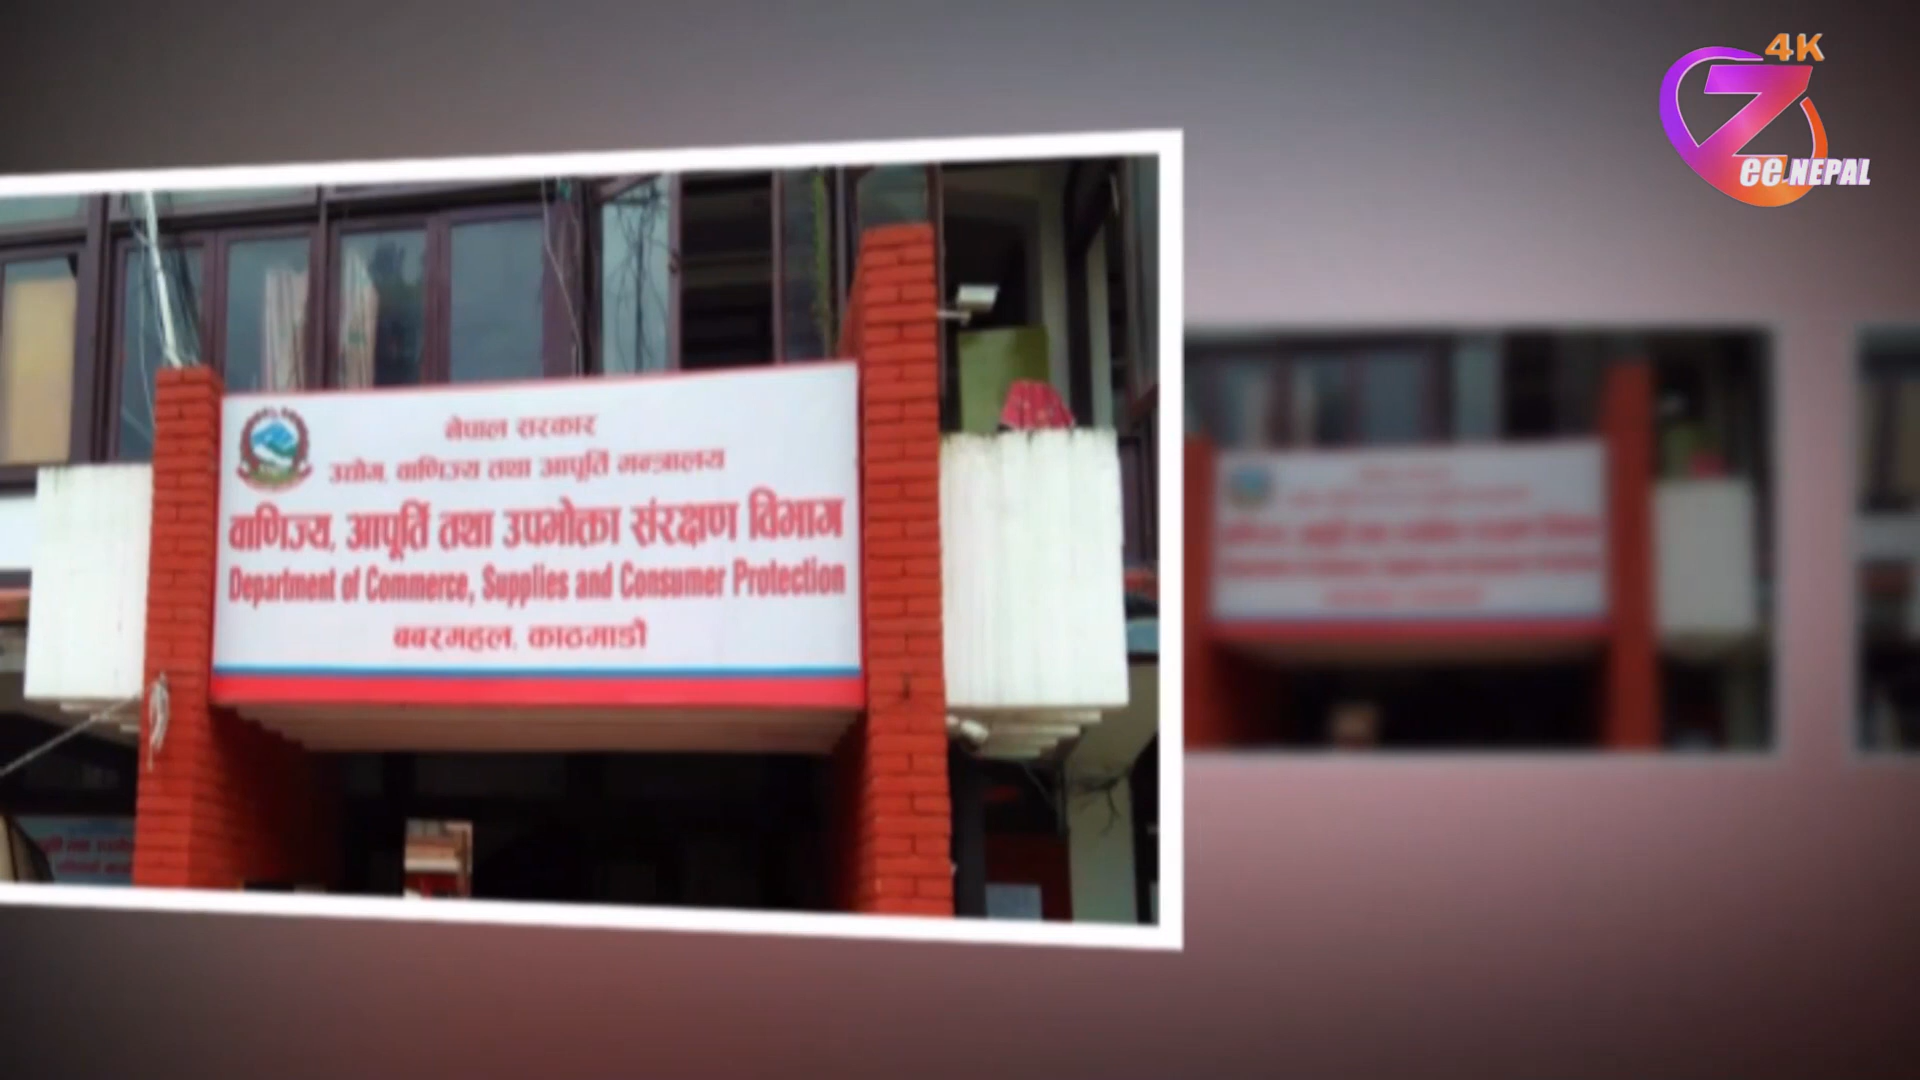 4K
Zee NEPAL
नेपाल सरकार
उद्योग, वाणिज्य तथा आपूर्ति मन्त्रालय
वाणिज्य, आपूर्ति तथा उपभोक्ता संरक्षण विभाग
Department of Commerce, Supplies and Consumer Protection
बबरमहल, काठमाडौं